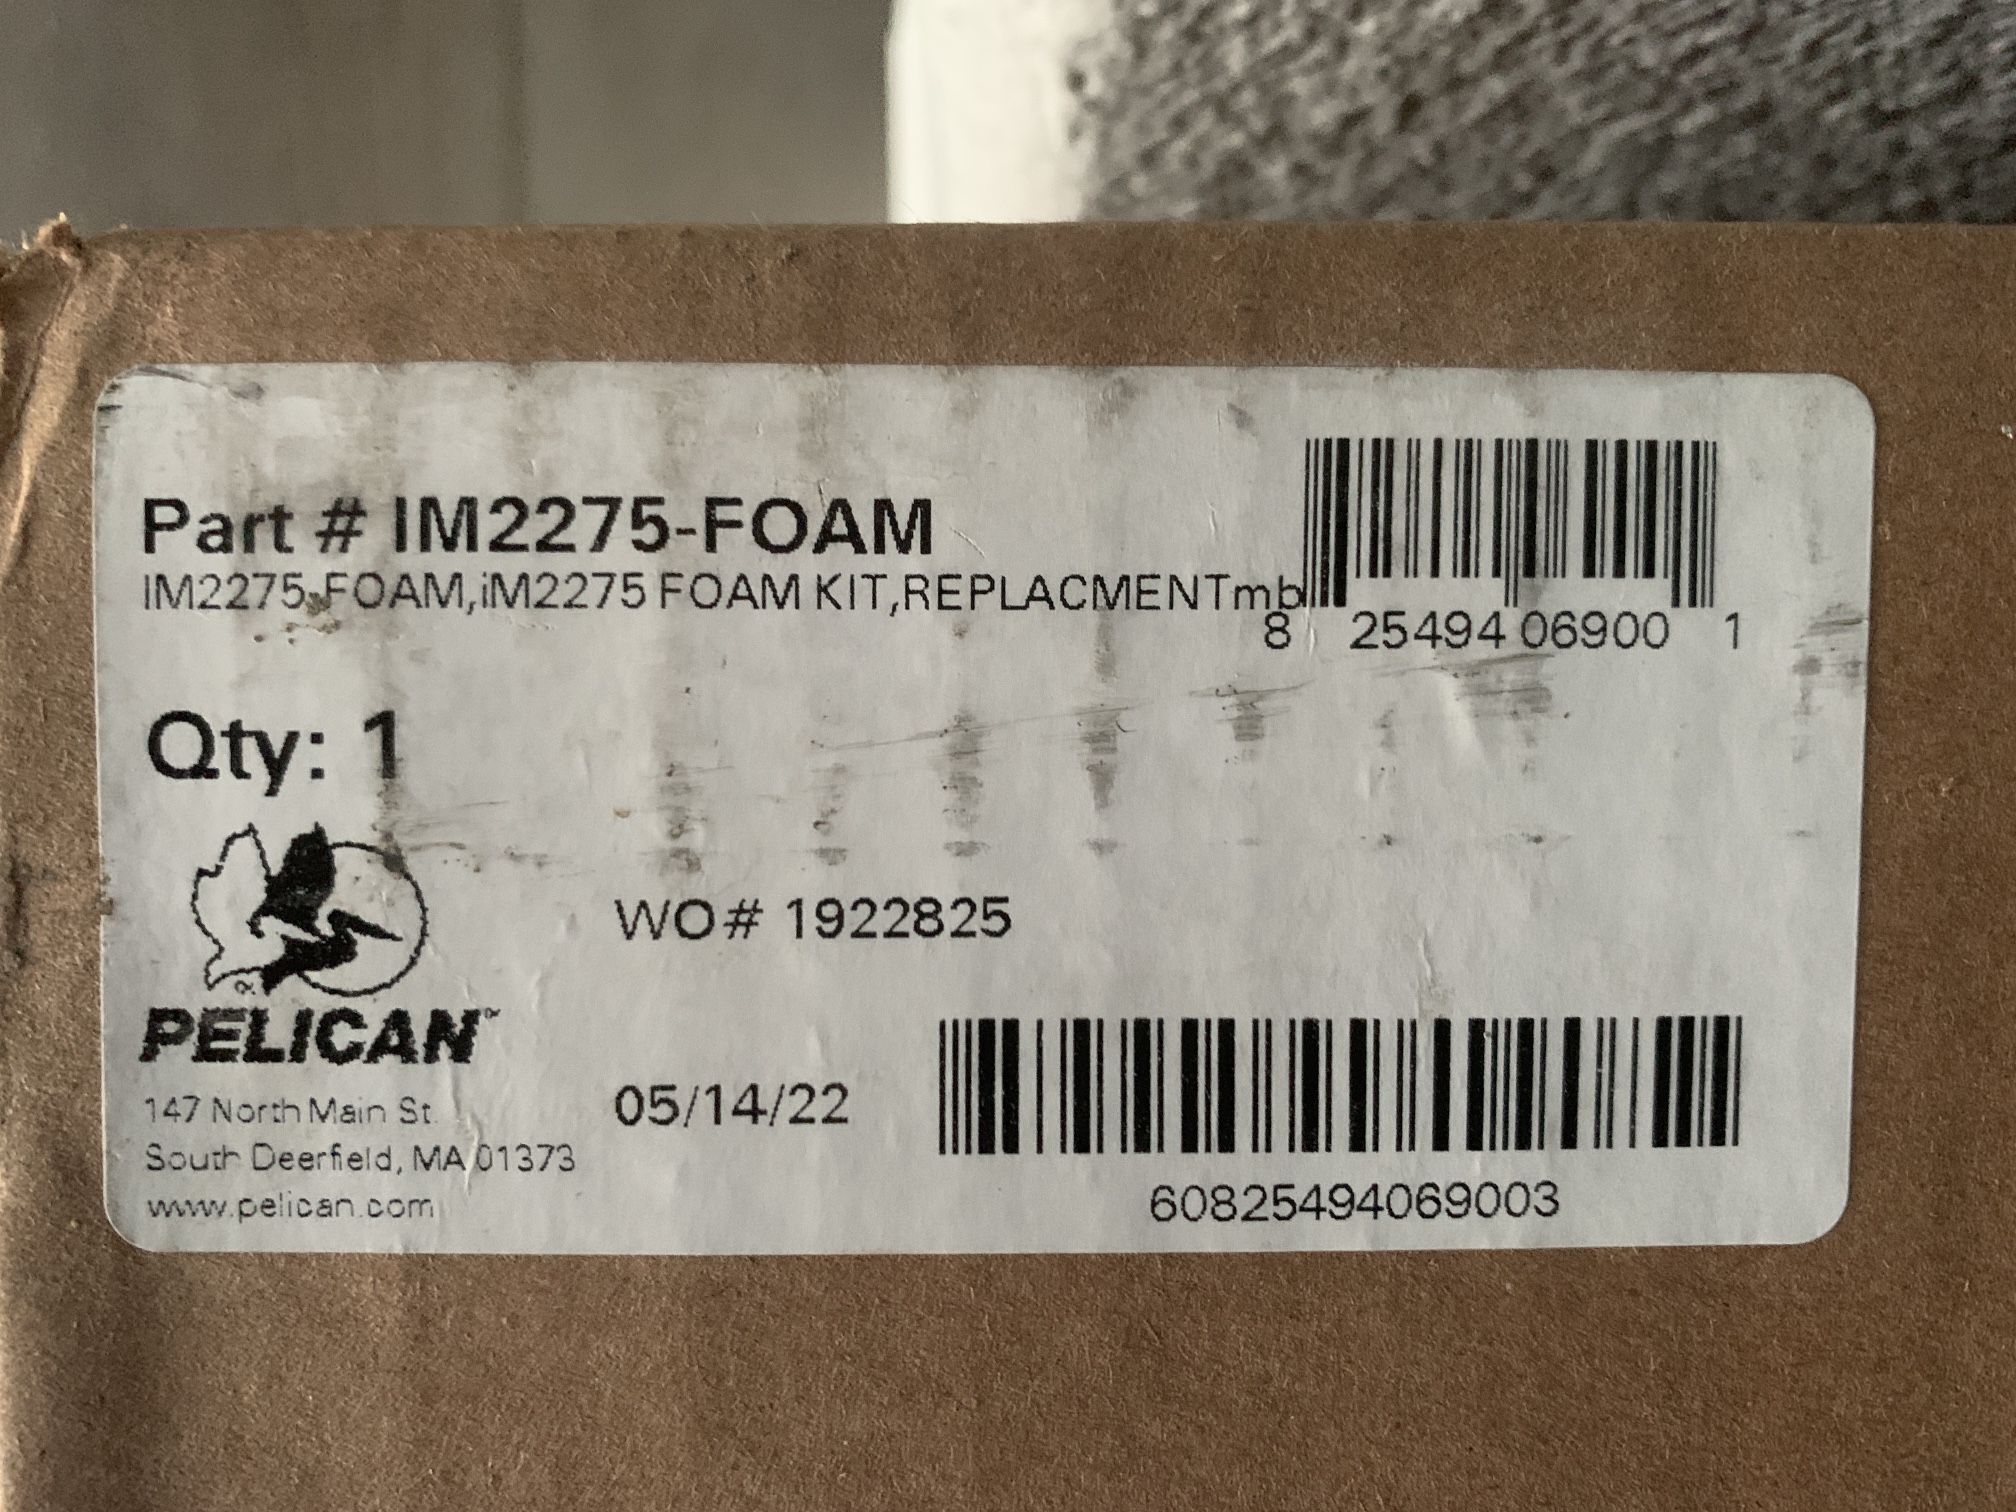 Part # IM2275-FOAM
IM2275-FOAM,iM2275 FOAM KIT,REPLACMENTmb
8 25494 06900 1
Qty: 1
WO# 1922825
PELICAN™
147 North Main St.
South Deerfield, MA 01373
www.pelican.com
05/14/22
60825494069003